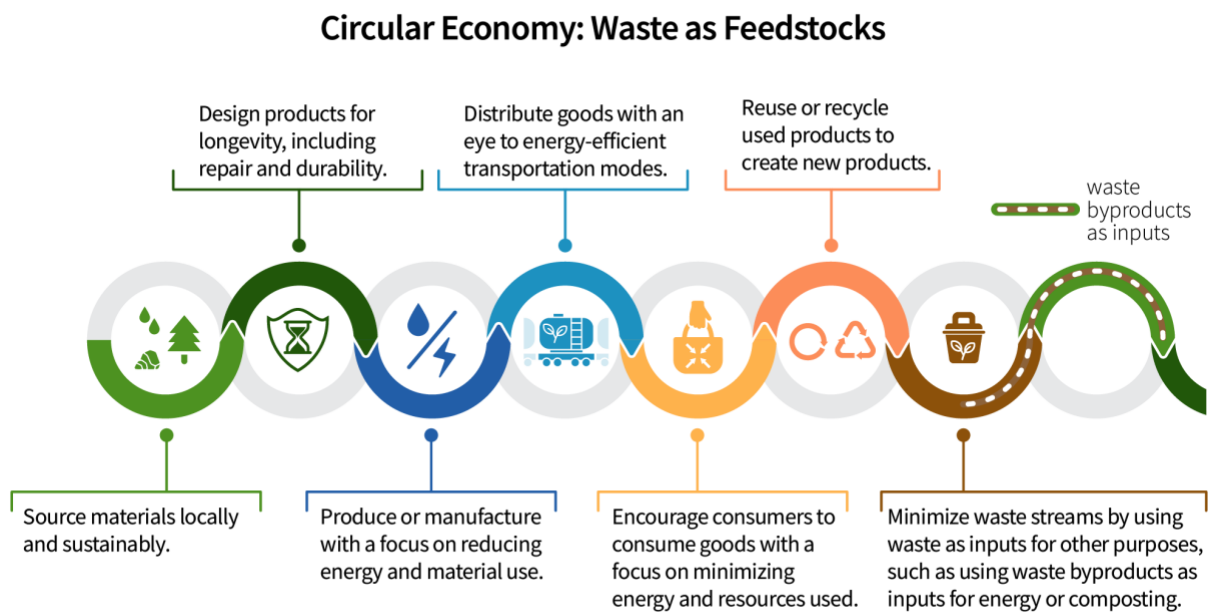 Circular Economy: Waste as Feedstocks
Design products for
longevity, including
repair and durability.
Distribute goods with an
eye to energy-efficient
transportation modes.
Reuse or recycle
used products to
create new products.
waste
byproducts
as inputs
Source materials locally
and sustainably.
Produce or manufacture
with a focus on reducing
energy and material use.
Encourage consumers to
consume goods with a
focus on minimizing
energy and resources used.
Minimize waste streams by using
waste as inputs for other purposes,
such as using waste byproducts as
inputs for energy or composting.